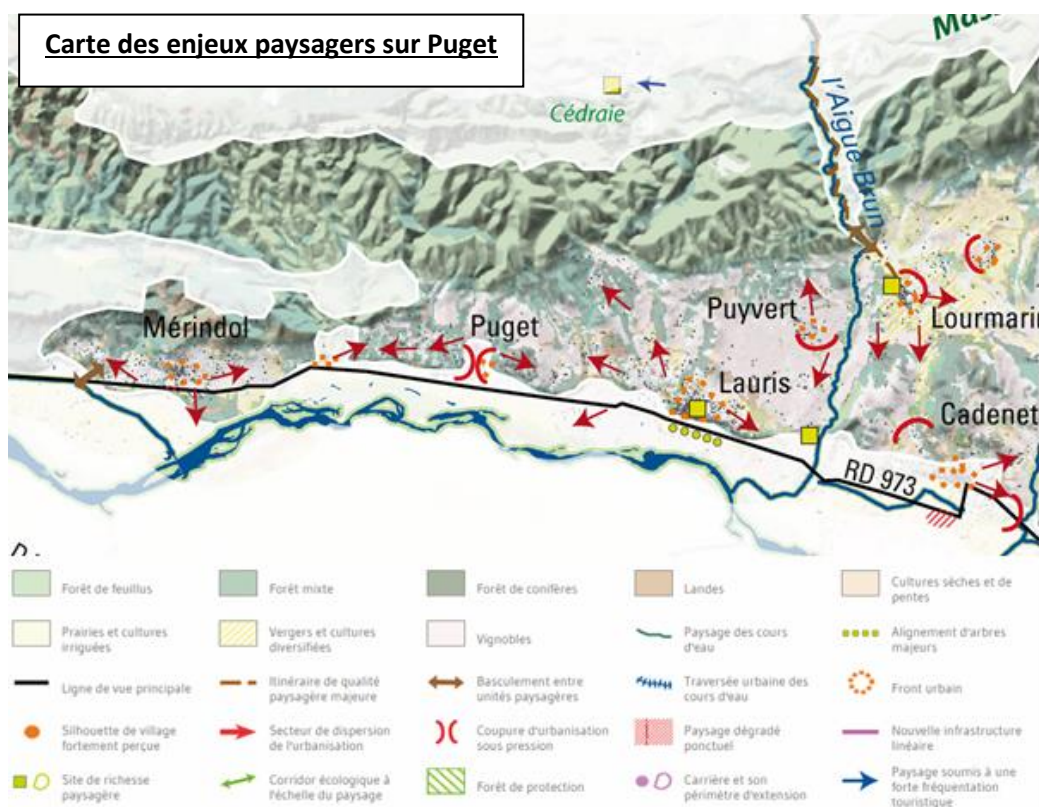 Carte des enjeux paysagers sur Puget
Cédraie
l'Aigue Brun
Mérindol
Puget
Puyvert
Lourmarin
Lauris
Cadenet
RD 973
Forêt de feuillus
Forêt mixte
Forêt de conifères
Landes
Cultures sèches et de
pentes
Prairies et cultures
irriguées
Vergers et cultures
diversifiées
Vignobles
Paysage des cours
d'eau
Alignement d'arbres
majeurs
Ligne de vue principale
Itinéraire de qualité
paysagère majeure
Basculement entre
unités paysagères
Traversée urbaine des
cours d'eau
Front urbain
Silhouette de village
fortement perçue
Secteur de dispersion
de l'urbanisation
Coupure d'urbanisation
sous pression
Paysage dégradé
ponctuel
Nouvelle infrastructure
linéaire
Site de richesse
paysagère
Corridor écologique à
l'échelle du paysage
Forêt de protection
Carrière et son
périmètre d'extension
Paysage soumis à une
forte fréquentation
touristique